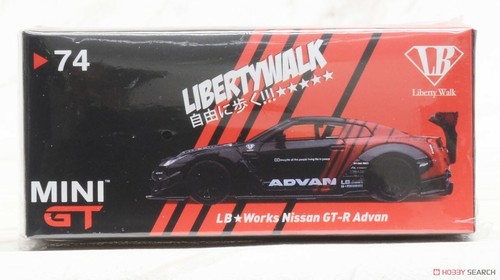 74
LIBERTYWALK
自由に歩く!!!★★★★★
LB
Liberty Walk
ADVAN
MINI
GT
LB★Works Nissan GT-R Advan
HOBBY SEARCH